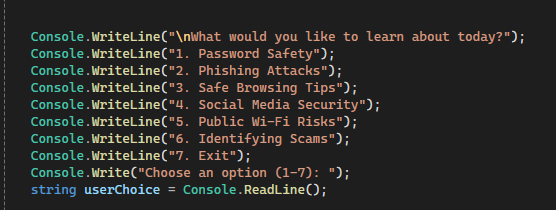 Console.WriteLine("\nWhat would you like to learn about today?");
Console.WriteLine("1. Password Safety");
Console.WriteLine("2. Phishing Attacks");
Console.WriteLine("3. Safe Browsing Tips");
Console.WriteLine("4. Social Media Security");
Console.WriteLine("5. Public Wi-Fi Risks");
Console.WriteLine("6. Identifying Scams");
Console.WriteLine("7. Exit");
Console.Write("Choose an option (1-7): ");
string userChoice = Console.ReadLine();